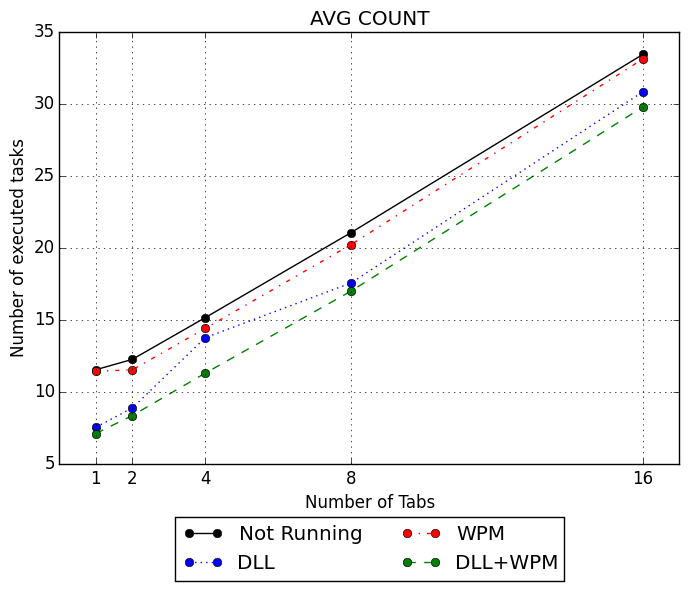 AVG COUNT
35
30
25
20
15
10
5
Number of executed tasks
1 2 4 8 16
Number of Tabs
Not Running WPM
DLL DLL+WPM